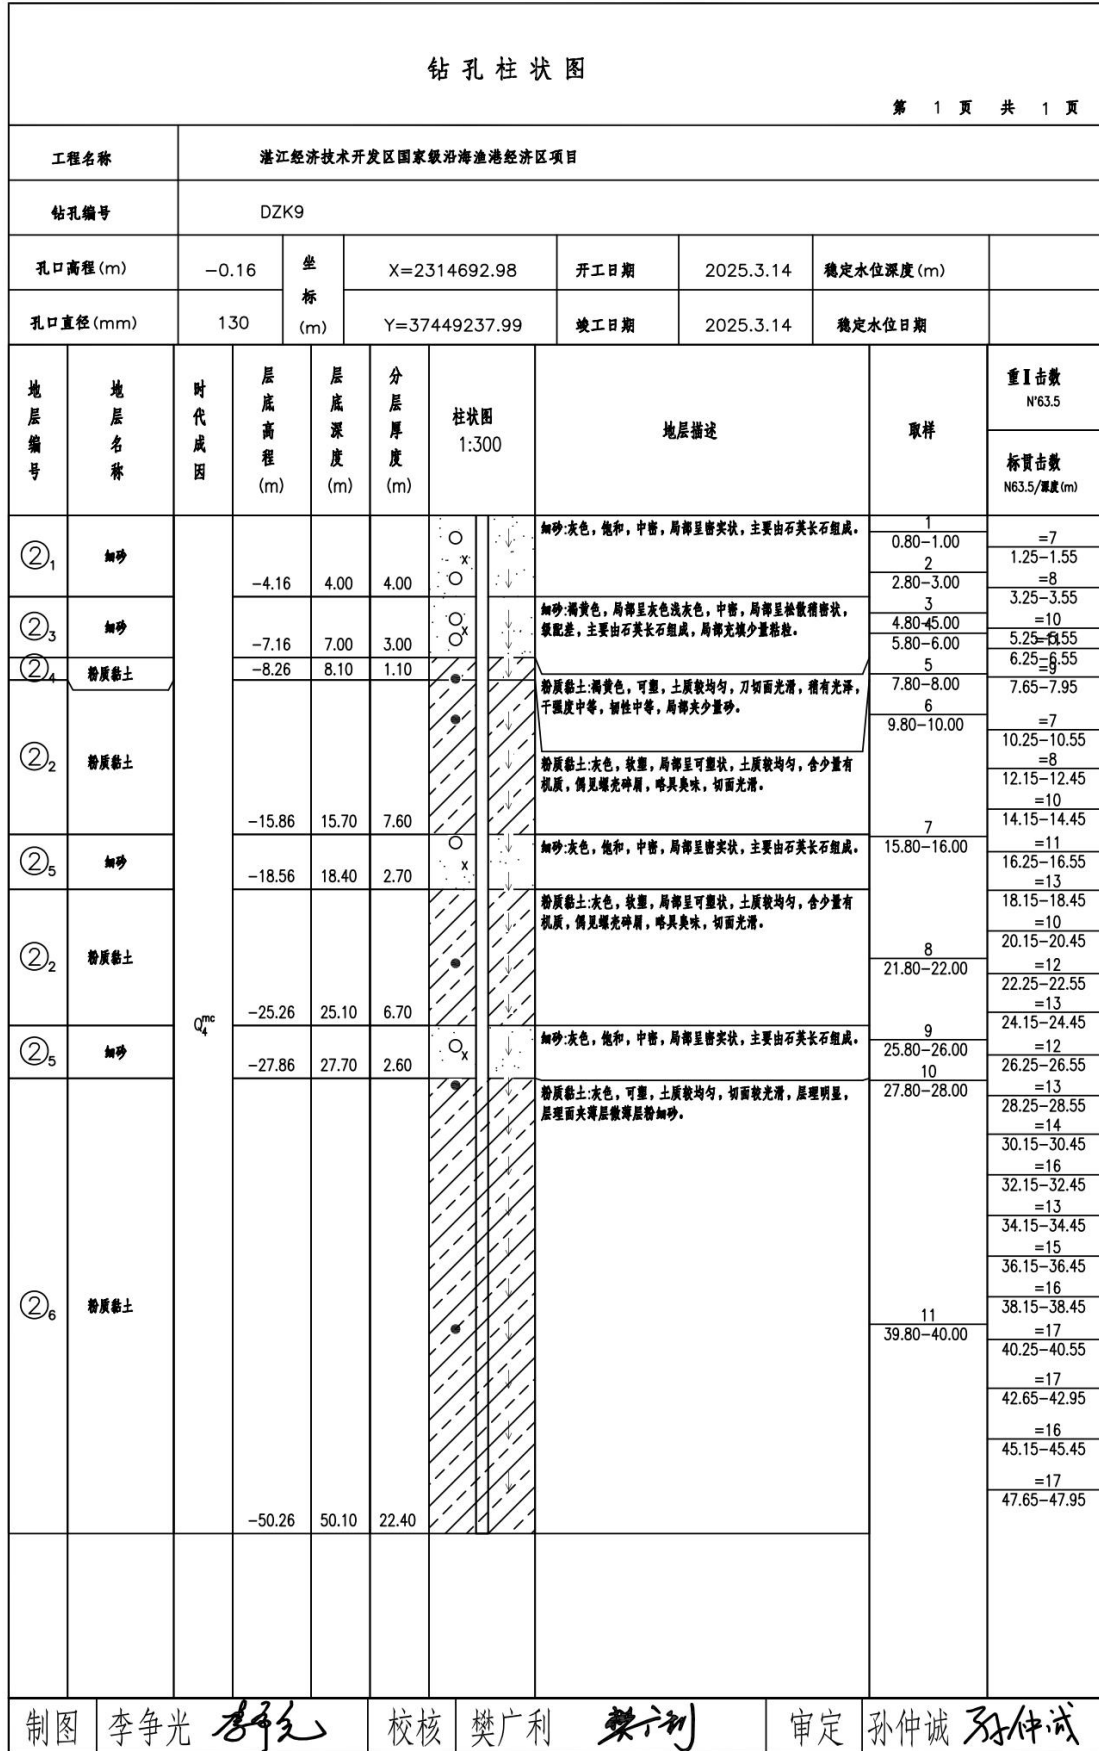 钻孔柱状图
第 1 页 共 1 页
工程名称 湛江经济技术开发区国家级沿海渔港经济区项目
钻孔编号 DZK9
孔口高程(m) -0.16 坐标(m) X=2314692.98 开工日期 2025.3.14 稳定水位深度(m)
孔口直径(mm) 130 Y=37449237.99 竣工日期 2025.3.14 稳定水位日期
地层编号 地层名称 时代成因 层底高程(m) 层底深度(m) 分层厚度(m) 柱状图 1:300 地层描述 取样 重Ⅱ击数 N'63.5
标贯击数 N63.5/深度(m)
②1 细砂 -4.16 4.00 4.00
细砂:灰色，饱和，中密，局部呈密实状，主要由石英长石组成。
②3 细砂 -7.16 7.00 3.00
细砂:褐黄色，局部呈灰色浅灰色，中密，局部呈松散稍密状，
级配差，主要由石英长石组成，局部充填少量粘粒。
②4 粉质黏土 -8.26 8.10 1.10
粉质黏土:褐黄色，可塑，土质较均匀，刀切面光滑，稍有光泽，
干强度中等，韧性中等，局部夹少量砂。
②2 粉质黏土 -15.86 15.70 7.60
粉质黏土:灰色，软塑，局部呈可塑状，土质较均匀，含少量有
机质，偶见螺壳碎屑，略具臭味，切面光滑。
②5 细砂 -18.56 18.40 2.70
细砂:灰色，饱和，中密，局部呈密实状，主要由石英长石组成。
②2 粉质黏土 -25.26 25.10 6.70
粉质黏土:灰色，软塑，局部呈可塑状，土质较均匀，含少量有
机质，偶见螺壳碎屑，略具臭味，切面光滑。
Q4mc
②5 细砂 -27.86 27.70 2.60
细砂:灰色，饱和，中密，局部呈密实状，主要由石英长石组成。
②6 粉质黏土 -50.26 50.10 22.40
粉质黏土:灰色，可塑，土质较均匀，切面较光滑，层理明显，
层理面夹薄层微薄层粉细砂。
1
0.80-1.00
2
2.80-3.00
3
4.80-5.00
4
5.80-6.00
5
7.80-8.00
6
9.80-10.00
7
15.80-16.00
8
21.80-22.00
9
25.80-26.00
10
27.80-28.00
11
39.80-40.00
=7
1.25-1.55
=8
3.25-3.55
=10
5.25-5.55
=11
6.25-6.55
=9
7.65-7.95
=7
10.25-10.55
=8
12.15-12.45
=10
14.15-14.45
=11
16.25-16.55
=13
18.15-18.45
=10
20.15-20.45
=12
22.25-22.55
=13
24.15-24.45
=12
26.25-26.55
=13
28.25-28.55
=14
30.15-30.45
=16
32.15-32.45
=13
34.15-34.45
=15
36.15-36.45
=16
38.15-38.45
=17
40.25-40.55
=17
42.65-42.95
=16
45.15-45.45
=17
47.65-47.95
制图 李争光 李争光 校核 樊广利 樊广利 审定 孙仲诚 孙仲诚